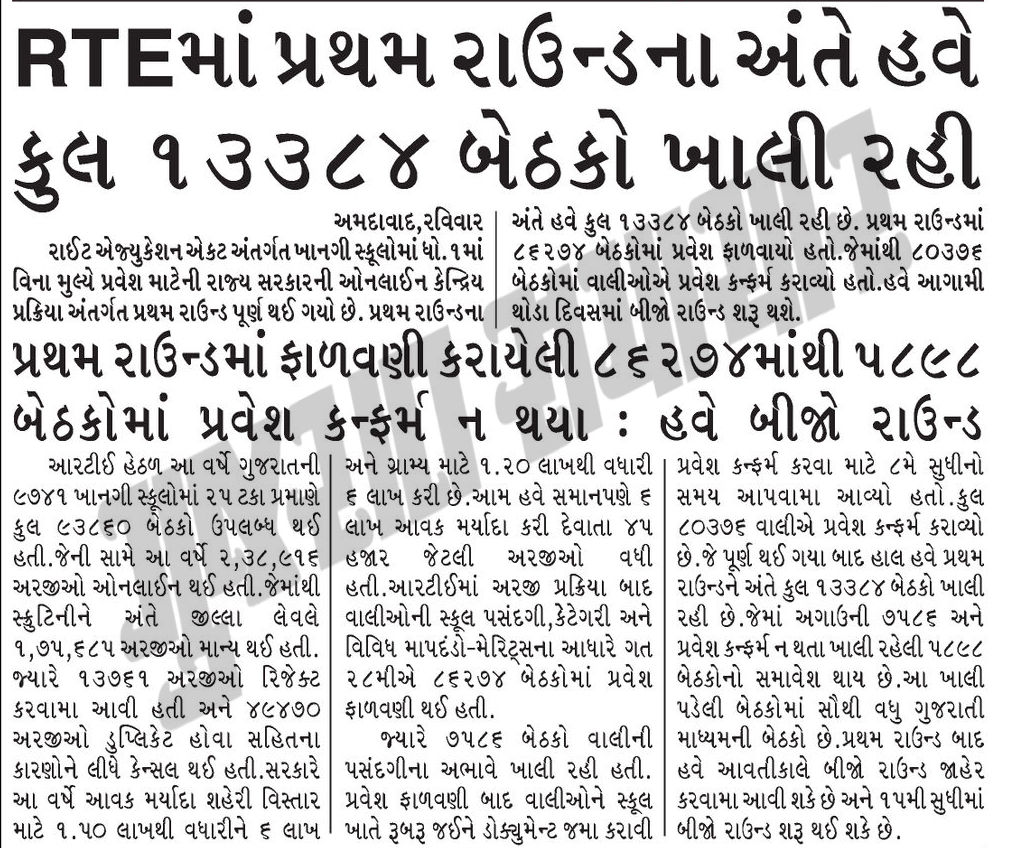 RTEમાં પ્રથમ રાઉન્ડના અંતે હવે
કુલ ૧૩૩૮૪ બેઠકો ખાલી રહી
અમદાવાદ,રવિવાર
રાઈટ એજ્યુકેશન એકટ અંતર્ગત ખાનગી સ્કૂલોમાં ધો.૧માં
વિના મુલ્યે પ્રવેશ માટેની રાજ્ય સરકારની ઓનલાઈન કેન્દ્રિય
પ્રક્રિયા અંતર્ગત પ્રથમ રાઉન્ડ પૂર્ણ થઈ ગયો છે. પ્રથમ રાઉન્ડના
અંતે હવે કુલ ૧૩૩૮૪ બેઠકો ખાલી રહી છે. પ્રથમ રાઉન્ડમાં
૮૬૨૭૪ બેઠકોમાં પ્રવેશ ફાળવાયો હતો.જેમાંથી ૮૦૩૭૬
બેઠકોમાં વાલીઓએ પ્રવેશ કન્ફર્મ કરાવ્યો હતો.હવે આગામી
થોડા દિવસમાં બીજો રાઉન્ડ શરૂ થશે.
પ્રથમ રાઉન્ડમાં ફાળવણી કરાયેલી ૮૬૨૭૪માંથી ૫૮૯૮
બેઠકોમાં પ્રવેશ કન્ફર્મ ન થયા : હવે બીજો રાઉન્ડ
આરટીઈ હેઠળ આ વર્ષે ગુજરાતની
૯૭૪૧ ખાનગી સ્કૂલોમાં ૨૫ ટકા પ્રમાણે
કુલ ૯૩૮૬૦ બેઠકો ઉપલબ્ધ થઈ
હતી.જેની સામે આ વર્ષે ૨,૩૮,૯૧૬
અરજીઓ ઓનલાઈન થઈ હતી.જેમાંથી
સ્ક્રુટિનીને અંતે જીલ્લા લેવલે
૧,૭૫,૬૮૫ અરજીઓ માન્ય થઈ હતી.
જ્યારે ૧૩૭૬૧ અરજીઓ રિજેક્ટ
કરવામા આવી હતી અને ૪૯૪૭૦
અરજીઓ ડુપ્લિકેટ હોવા સહિતના
કારણોને લીધે કેન્સલ થઈ હતી.સરકારે
આ વર્ષે આવક મર્યાદા શહેરી વિસ્તાર
માટે ૧.૫૦ લાખથી વધારીને ૬ લાખ
અને ગ્રામ્ય માટે ૧.૨૦ લાખથી વધારી
૬ લાખ કરી છે.આમ હવે સમાનપણે ૬
લાખ આવક મર્યાદા કરી દેવાતા ૪૫
હજાર જેટલી અરજીઓ વધી
હતી.આરટીઈમાં અરજી પ્રક્રિયા બાદ
વાલીઓની સ્કૂલ પસંદગી,કેટેગરી અને
વિવિધ માપદંડો-મેરિટ્સના આધારે ગત
૨૮મીએ ૮૬૨૭૪ બેઠકોમાં પ્રવેશ
ફાળવણી થઈ હતી.
જ્યારે ૭૫૮૬ બેઠકો વાલીની
પસંદગીના અભાવે ખાલી રહી હતી.
પ્રવેશ ફાળવણી બાદ વાલીઓને સ્કૂલ
ખાતે રૂબરૂ જઈને ડોક્યુમેન્ટ જમા કરાવી
પ્રવેશ કન્ફર્મ કરવા માટે ૮મે સુધીનો
સમય આપવામા આવ્યો હતો.કુલ
૮૦૩૭૬ વાલીએ પ્રવેશ કન્ફર્મ કરાવ્યો
છે.જે પૂર્ણ થઈ ગયા બાદ હાલ હવે પ્રથમ
રાઉન્ડને અંતે કુલ ૧૩૩૮૪ બેઠકો ખાલી
રહી છે.જેમાં અગાઉની ૭૫૮૬ અને
પ્રવેશ કન્ફર્મ ન થતા ખાલી રહેલી ૫૮૯૮
બેઠકોનો સમાવેશ થાય છે.આ ખાલી
પડેલી બેઠકોમાં સૌથી વધુ ગુજરાતી
માધ્યમની બેઠકો છે.પ્રથમ રાઉન્ડ બાદ
હવે આવતીકાલે બીજો રાઉન્ડ જાહેર
કરવામા આવી શકે છે અને ૧૫મી સુધીમાં
બીજો રાઉન્ડ શરૂ થઈ શકે છે.
ગુજરાત સમાચાર